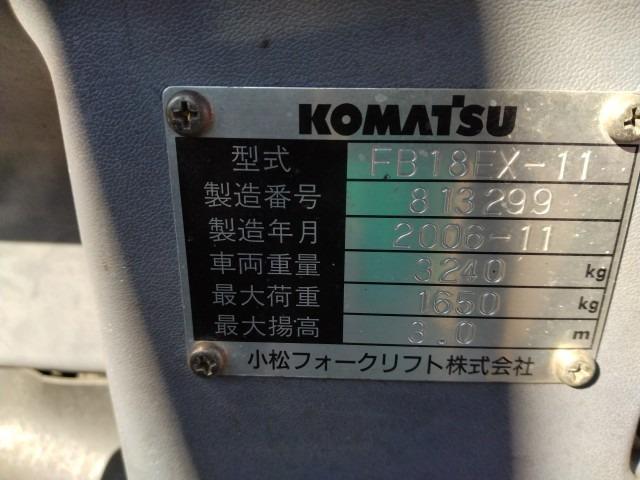 KOMATSU
型式 FB18EX-11
製造番号 813299
製造年月 2006-11
車両重量 3240 kg
最大荷重 1650 kg
最大揚高 3.0 m
小松フォークリフト株式会社